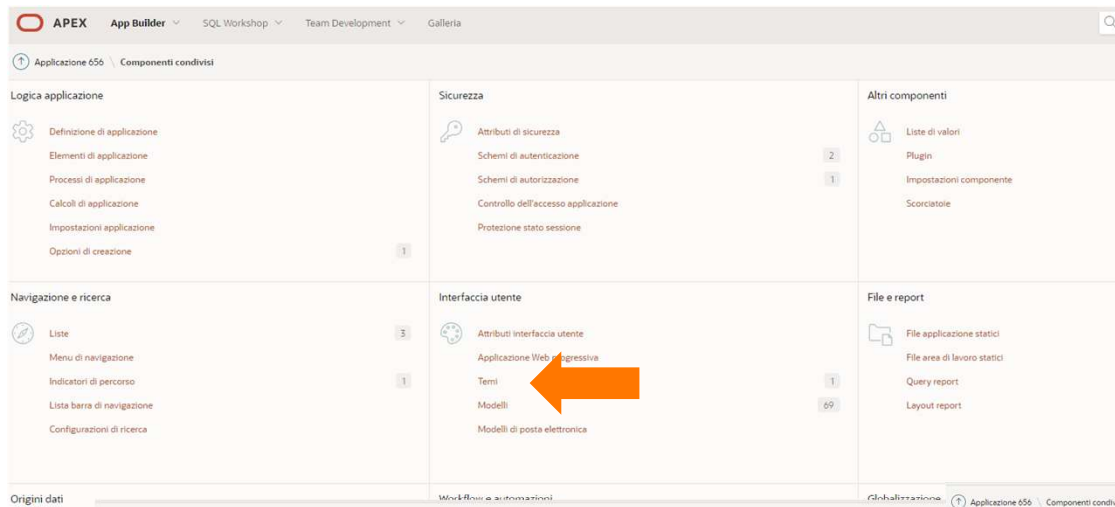 APEX App Builder SQL Workshop Team Development Galleria
Applicazione 656 \ Componenti condivisi
Logica applicazione
Definizione di applicazione
Elementi di applicazione
Processi di applicazione
Calcoli di applicazione
Impostazioni applicazione
Opzioni di creazione 1
Sicurezza
Attributi di sicurezza
Schemi di autenticazione 2
Schemi di autorizzazione 1
Controllo dell'accesso applicazione
Protezione stato sessione
Altri componenti
Liste di valori
Plugin
Impostazioni componente
Scorciatoie
Navigazione e ricerca
Liste 3
Menu di navigazione
Indicatori di percorso 1
Lista barra di navigazione
Configurazioni di ricerca
Interfaccia utente
Attributi interfaccia utente
Applicazione Web progressiva
Temi 1
Modelli 69
Modelli di posta elettronica
File e report
File applicazione statici
File area di lavoro statici
Query report
Layout report
Origini dati
Workflow e automazioni
Globalizzazione
Applicazione 656 \ Componenti